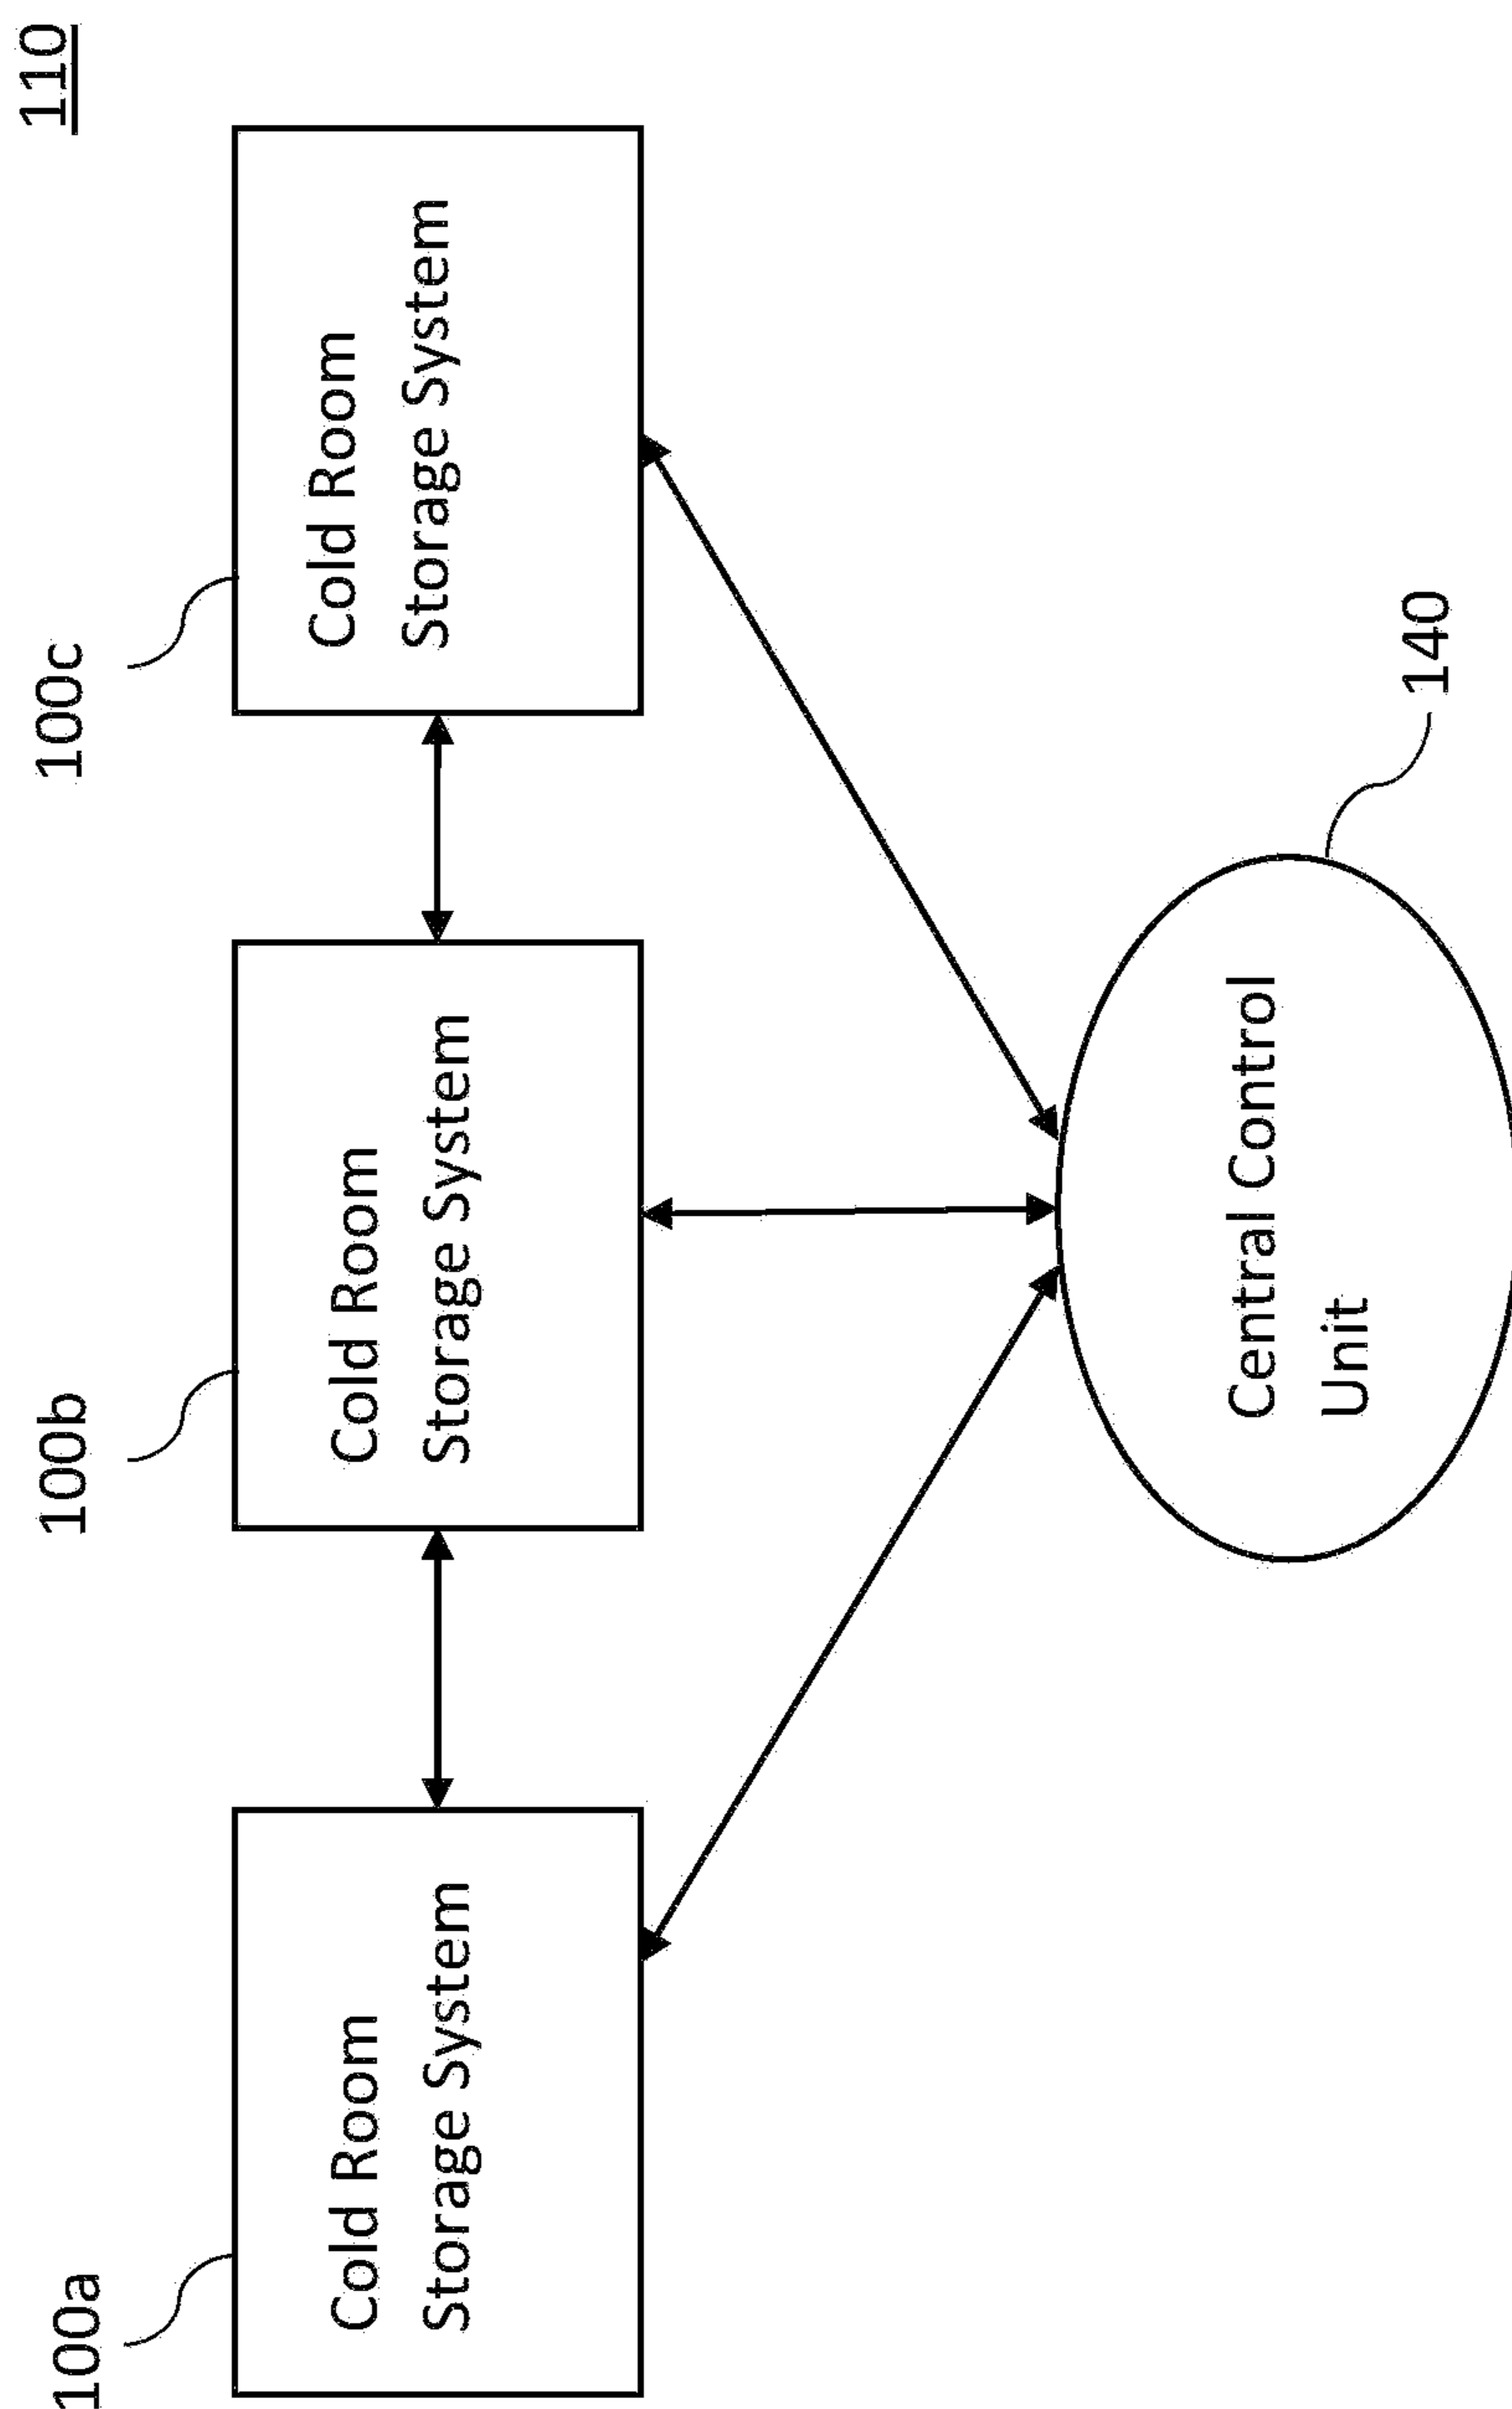 110
100a
100b
100c
Cold Room
Storage System
Cold Room
Storage System
Cold Room
Storage System
140
Central Control
Unit